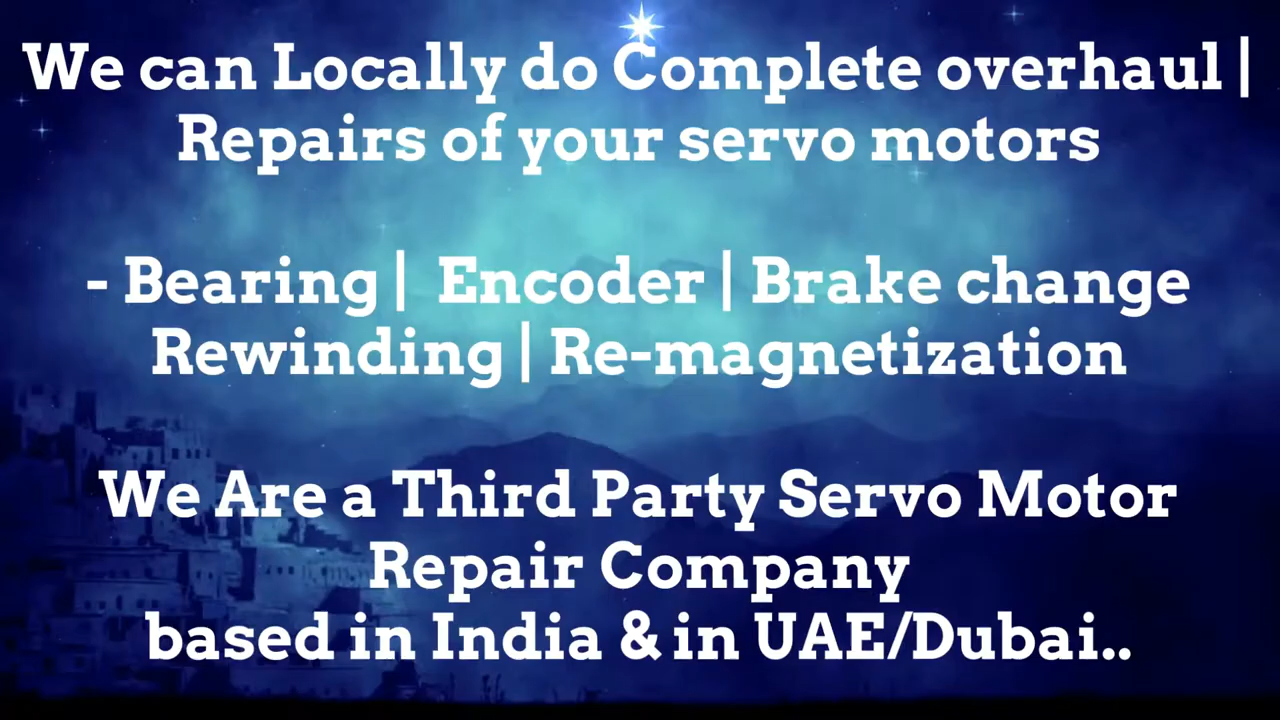 We can Locally do Complete overhaul |
Repairs of your servo motors
- Bearing | Encoder | Brake change
Rewinding | Re-magnetization
We Are a Third Party Servo Motor
Repair Company
based in India & in UAE/Dubai..